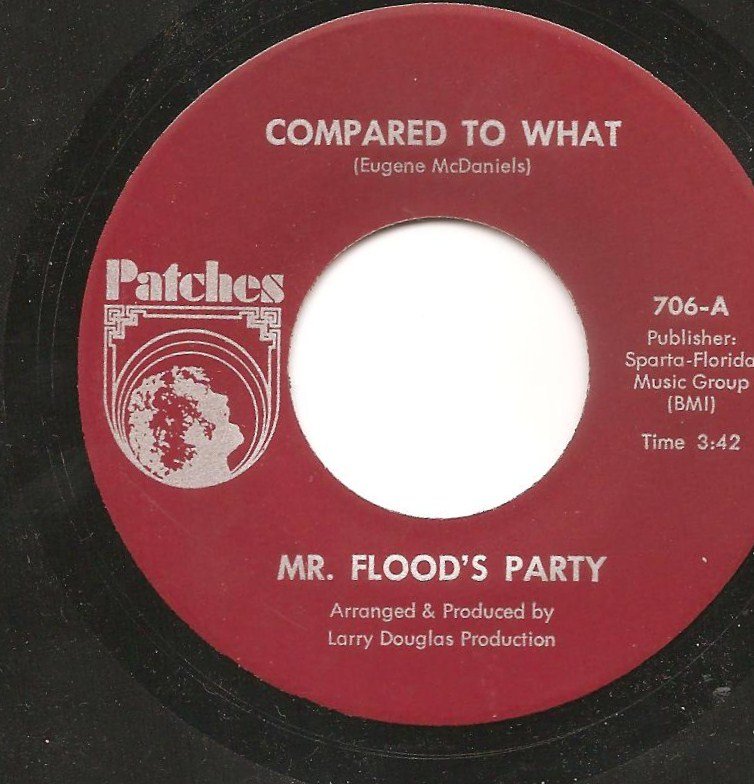 COMPARED TO WHAT
(Eugene McDaniels)
Patches
706-A
Publisher:
Sparta-Florida
Music Group
(BMI)
Time 3:42
MR. FLOOD'S PARTY
Arranged & Produced by
Larry Douglas Production